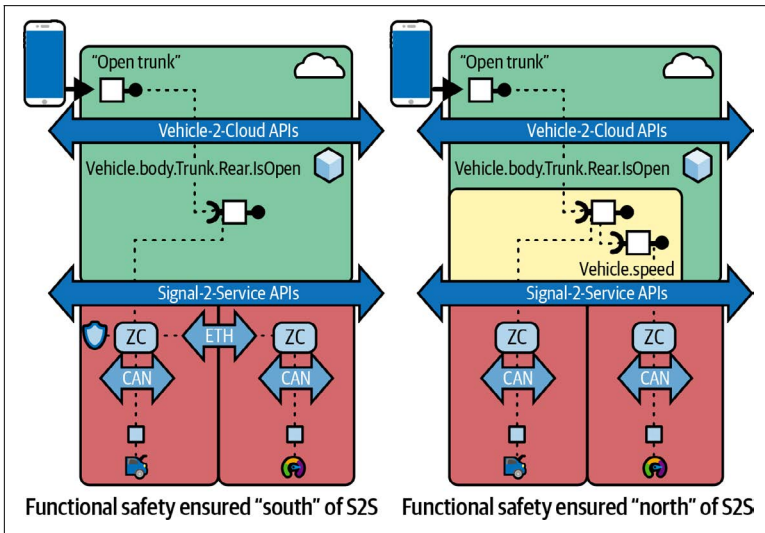 “Open trunk”
Vehicle-2-Cloud APIs
Vehicle.body.Trunk.Rear.IsOpen
Signal-2-Service APIs
ZC
ETH
ZC
CAN
CAN
Functional safety ensured “south” of S2S
“Open trunk”
Vehicle-2-Cloud APIs
Vehicle.body.Trunk.Rear.IsOpen
Vehicle.speed
Signal-2-Service APIs
ZC
ZC
CAN
CAN
Functional safety ensured “north” of S2S